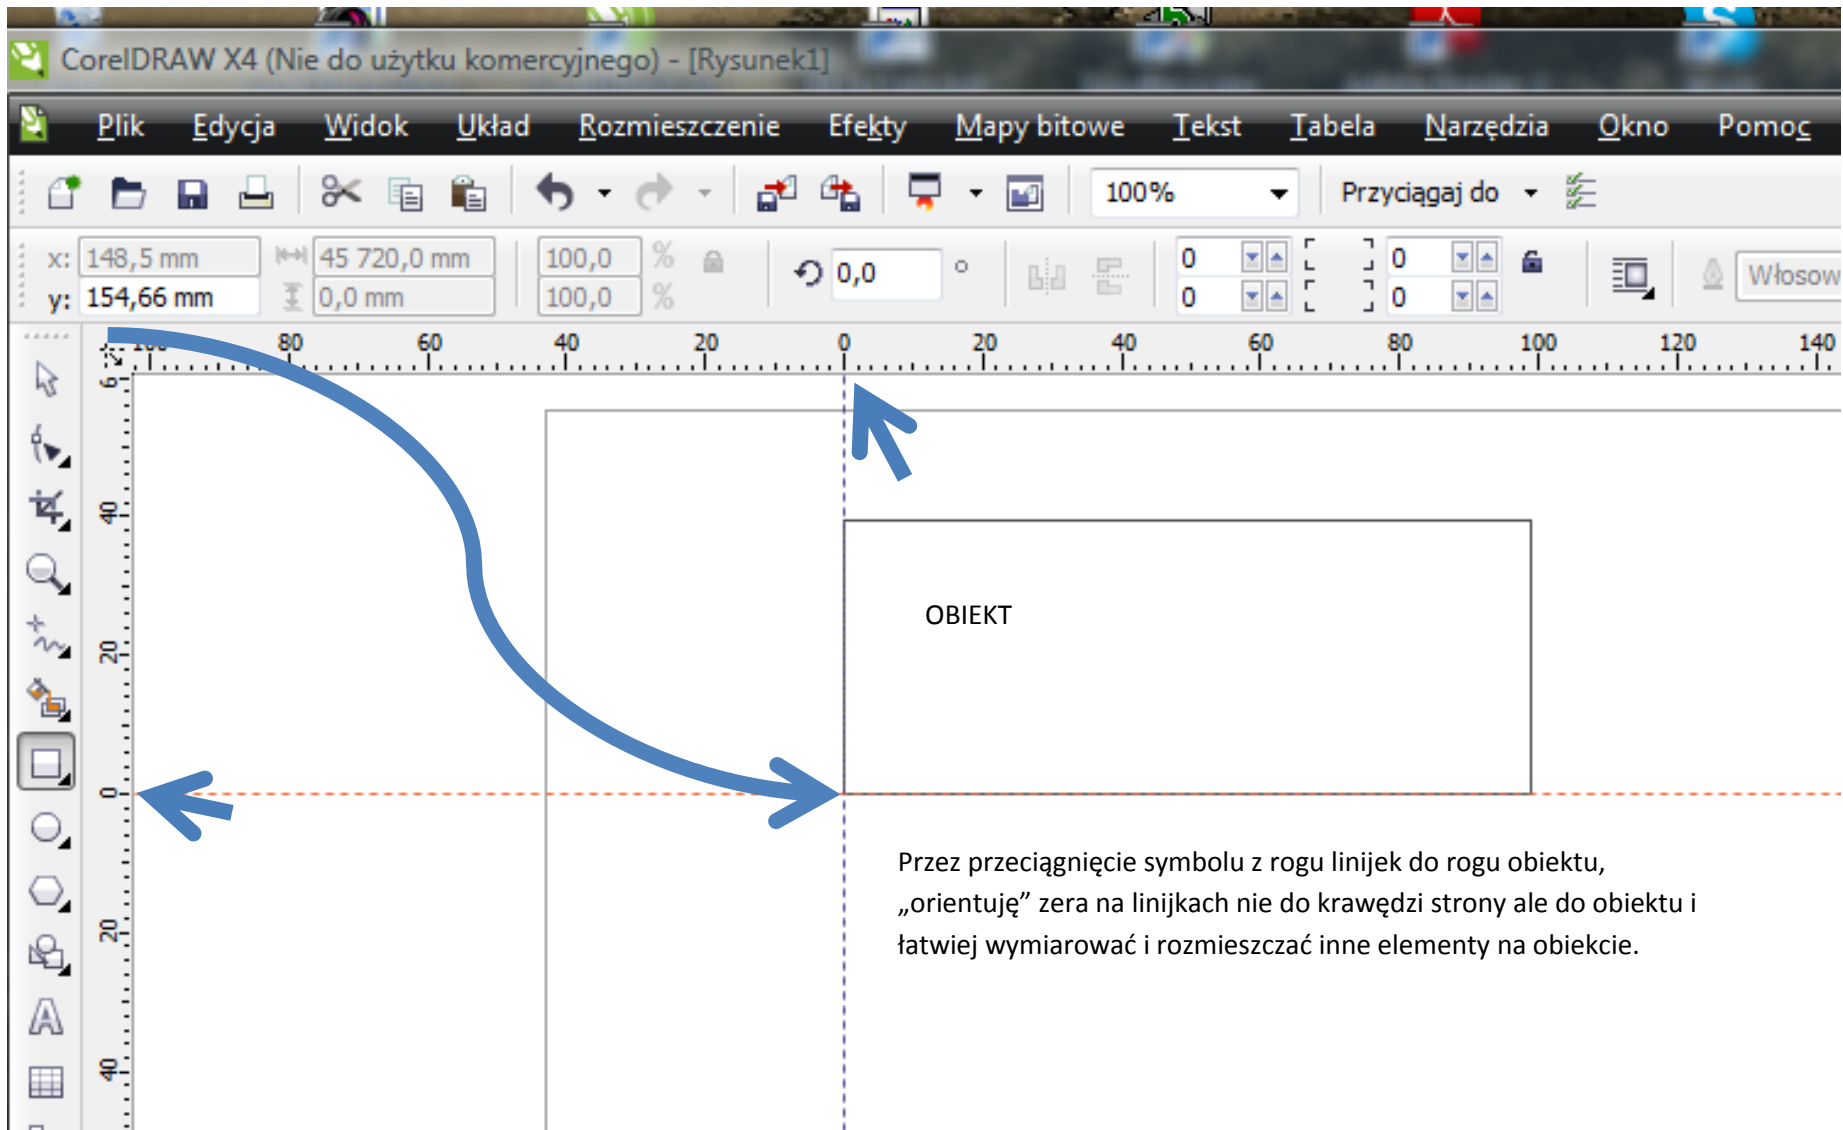 CorelDRAW X4 (Nie do użytku komercyjnego) - [Rysunek1]
Plik Edycja Widok Układ Rozmieszczenie Efekty Mapy bitowe Tekst Tabela Narzędzia Okno Pomoc
100% Przyciągaj do
x: 148,5 mm 45 720,0 mm 100,0 % 0,0 ° 0 0
y: 154,66 mm 0,0 mm 100,0 % 0 0 Włosow
100 80 60 40 20 0 20 40 60 80 100 120 140
40
OBIEKT
20
0
Przez przeciągnięcie symbolu z rogu linijek do rogu obiektu,
„orientuję” zera na linijkach nie do krawędzi strony ale do obiektu i
łatwiej wymiarować i rozmieszczać inne elementy na obiekcie.
20
40